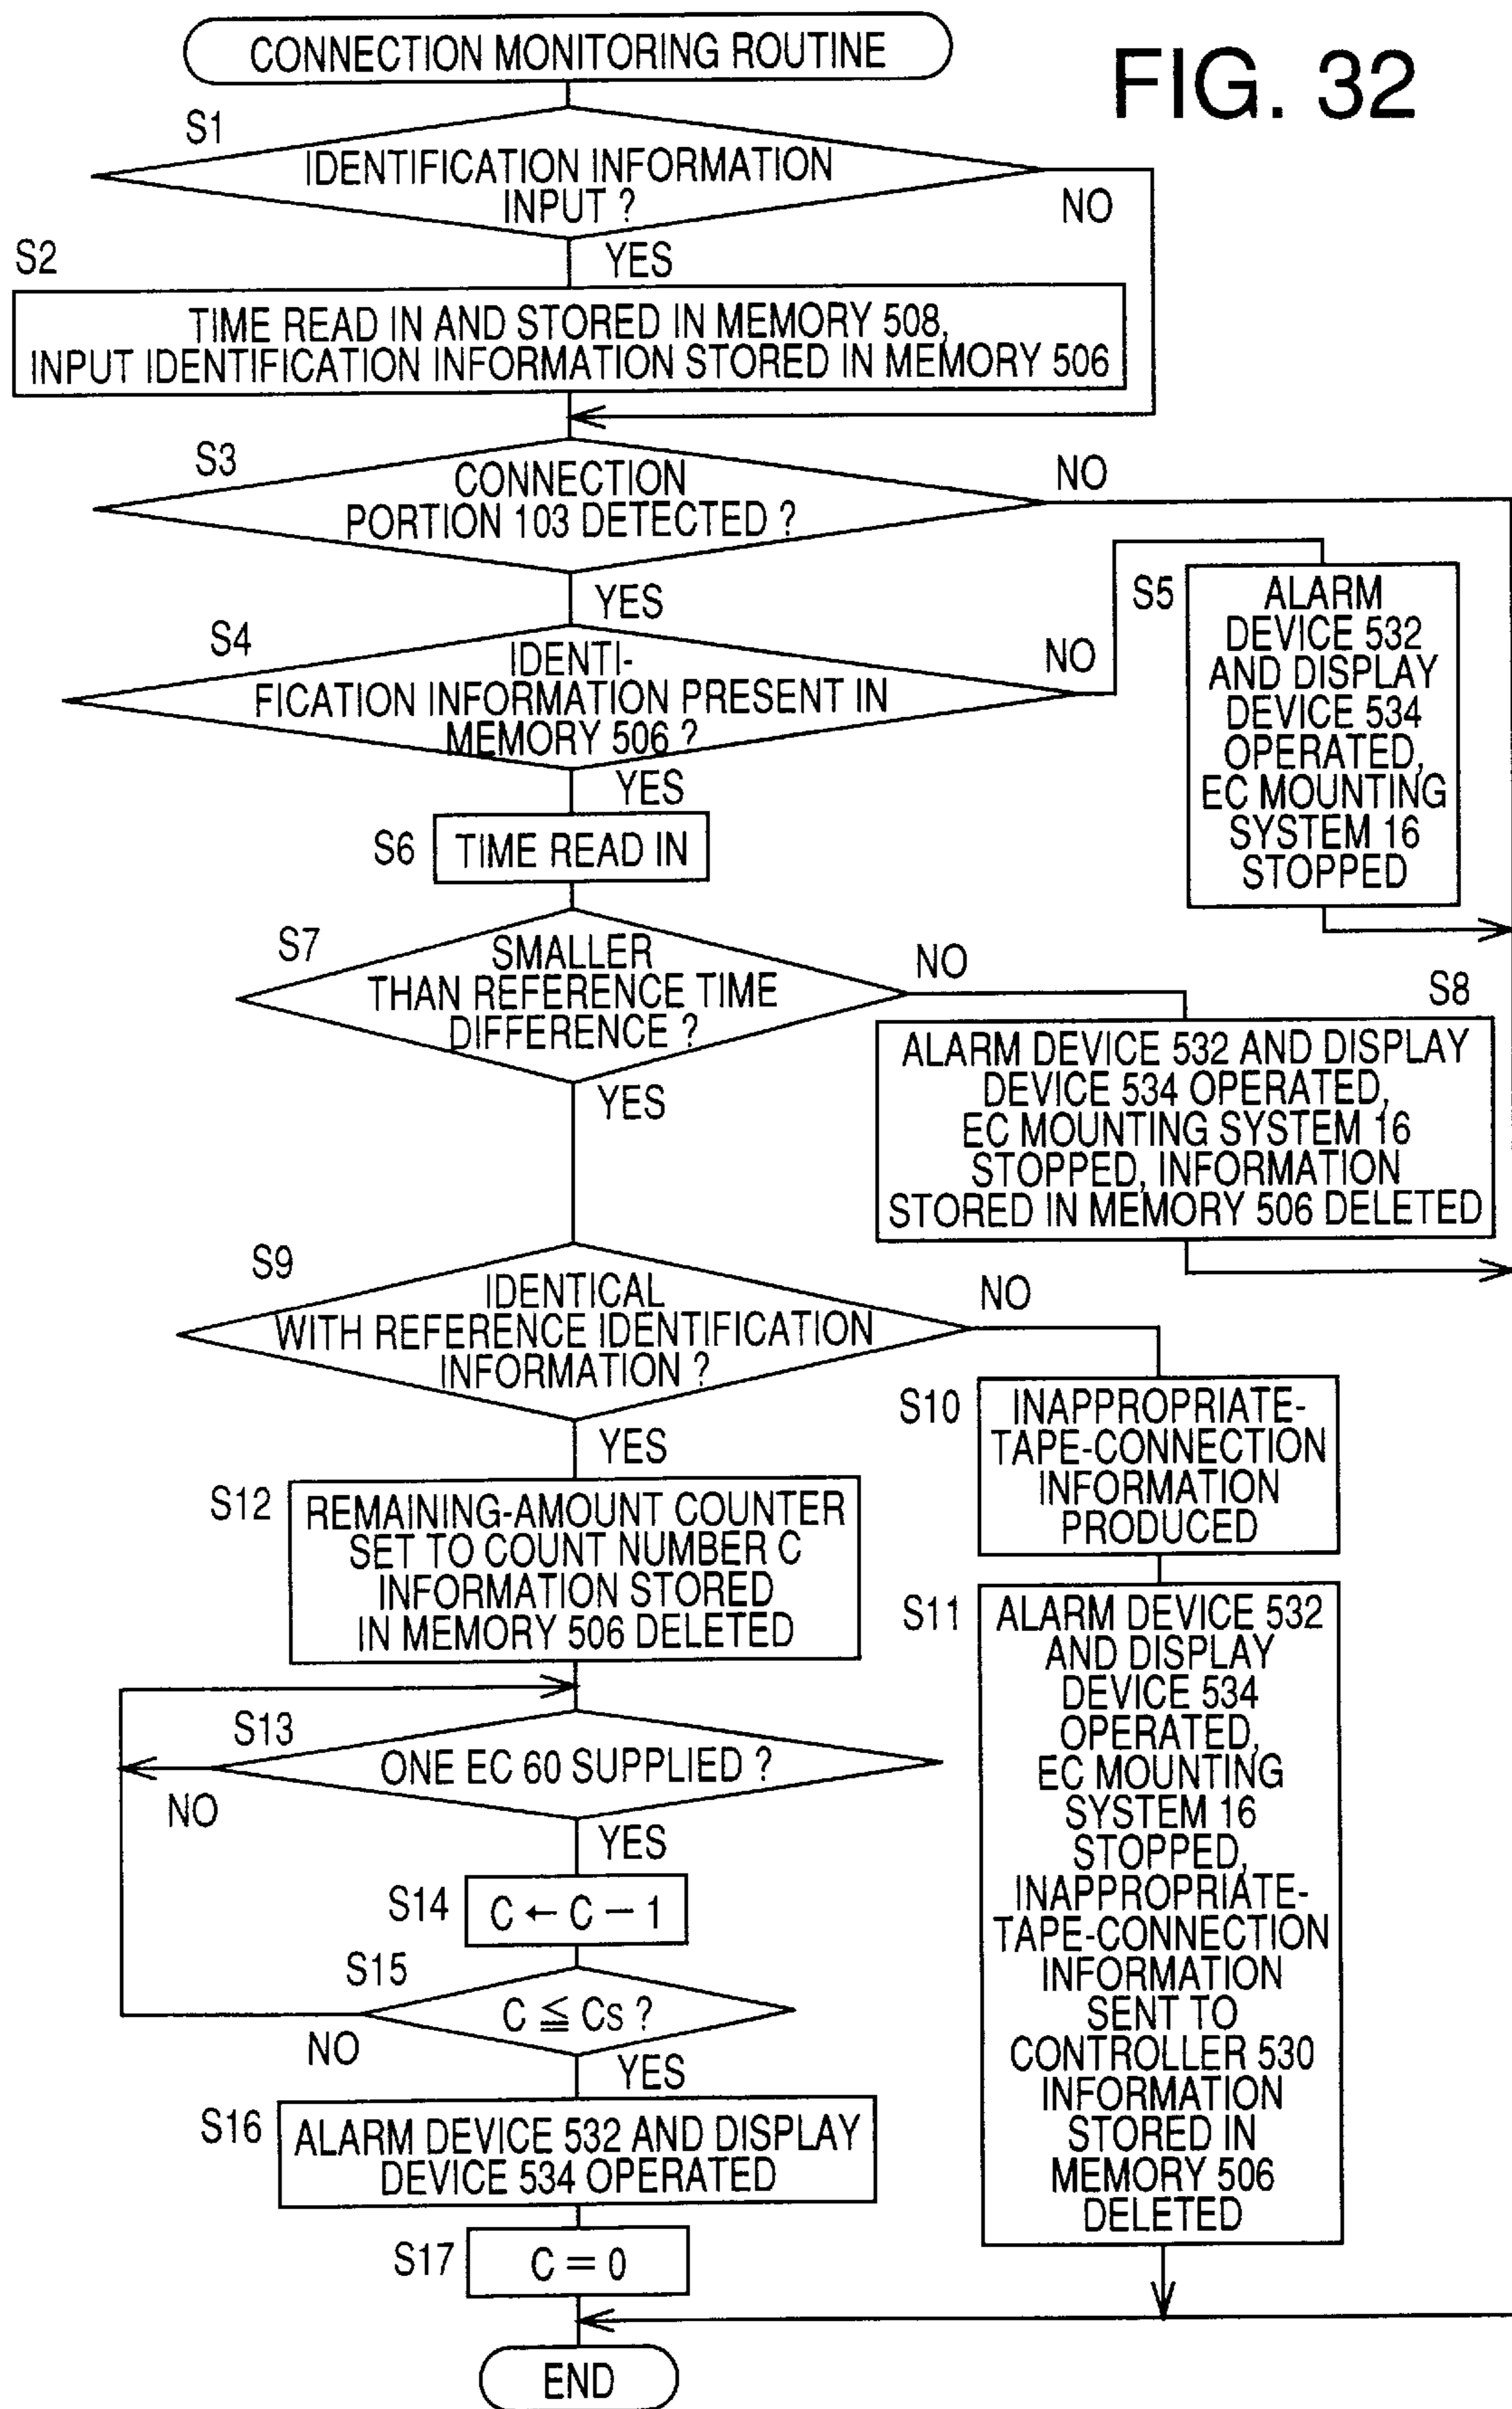 CONNECTION MONITORING ROUTINE
FIG. 32
S1
IDENTIFICATION INFORMATION
INPUT ?
NO
YES
S2
TIME READ IN AND STORED IN MEMORY 508,
INPUT IDENTIFICATION INFORMATION STORED IN MEMORY 506
S3
CONNECTION
PORTION 103 DETECTED ?
NO
YES
S4
IDENTI-
FICATION INFORMATION PRESENT IN
MEMORY 506 ?
NO
YES
S5
ALARM
DEVICE 532
AND DISPLAY
DEVICE 534
OPERATED,
EC MOUNTING
SYSTEM 16
STOPPED
S6
TIME READ IN
S7
SMALLER
THAN REFERENCE TIME
DIFFERENCE ?
NO
YES
S8
ALARM DEVICE 532 AND DISPLAY
DEVICE 534 OPERATED,
EC MOUNTING SYSTEM 16
STOPPED, INFORMATION
STORED IN MEMORY 506 DELETED
S9
IDENTICAL
WITH REFERENCE IDENTIFICATION
INFORMATION ?
NO
YES
S10
INAPPROPRIATE-
TAPE-CONNECTION
INFORMATION
PRODUCED
S11
ALARM DEVICE 532
AND DISPLAY
DEVICE 534
OPERATED,
EC MOUNTING
SYSTEM 16
STOPPED,
INAPPROPRIATE-
TAPE-CONNECTION
INFORMATION
SENT TO
CONTROLLER 530
INFORMATION
STORED IN
MEMORY 506
DELETED
S12
REMAINING-AMOUNT COUNTER
SET TO COUNT NUMBER C
INFORMATION STORED
IN MEMORY 506 DELETED
S13
ONE EC 60 SUPPLIED ?
NO
YES
S14
C ← C − 1
S15
C ≦ Cs ?
NO
YES
S16
ALARM DEVICE 532 AND DISPLAY
DEVICE 534 OPERATED
S17
C = 0
END